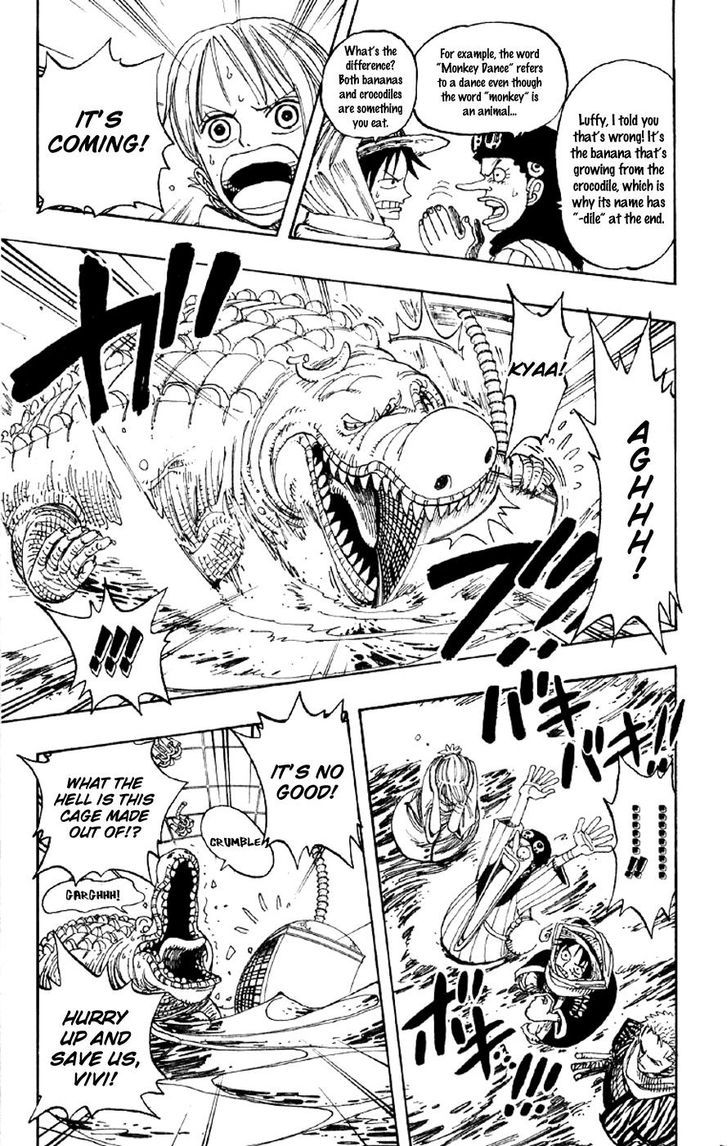 Luffy, I told you
that's wrong! It's
the banana that's
growing from the
crocodile, which is
why its name has
"-dile" at the end.
For example, the word
"Monkey Dance" refers
to a dance even though
the word "monkey" is
an animal...
What's the
difference?
Both bananas
and crocodiles
are something
you eat.
IT'S
COMING!
AGHHH!
KYAA!
!!!
バキ
バキ!!
!!
IT'S NO
GOOD!
WHAT THE
HELL IS THIS
CAGE MADE
OUT OF!?
CRUMBLE
GARGHHH!
HURRY
UP AND
SAVE US,
VIVI!